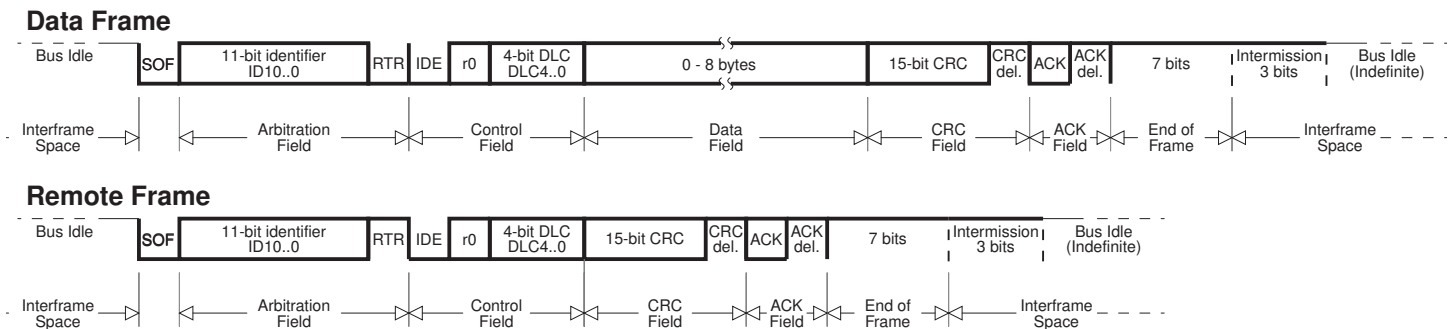 Data Frame
Bus Idle
SOF
11-bit identifier
ID10..0
RTR
IDE
r0
4-bit DLC
DLC4..0
0 - 8 bytes
15-bit CRC
CRC
del.
ACK
ACK
del.
7 bits
Intermission
3 bits
Bus Idle
(Indefinite)
Interframe
Space
Arbitration
Field
Control
Field
Data
Field
CRC
Field
ACK
Field
End of
Frame
Interframe
Space
Remote Frame
Bus Idle
SOF
11-bit identifier
ID10..0
RTR
IDE
r0
4-bit DLC
DLC4..0
15-bit CRC
CRC
del.
ACK
ACK
del.
7 bits
Intermission
3 bits
Bus Idle
(Indefinite)
Interframe
Space
Arbitration
Field
Control
Field
CRC
Field
ACK
Field
End of
Frame
Interframe
Space